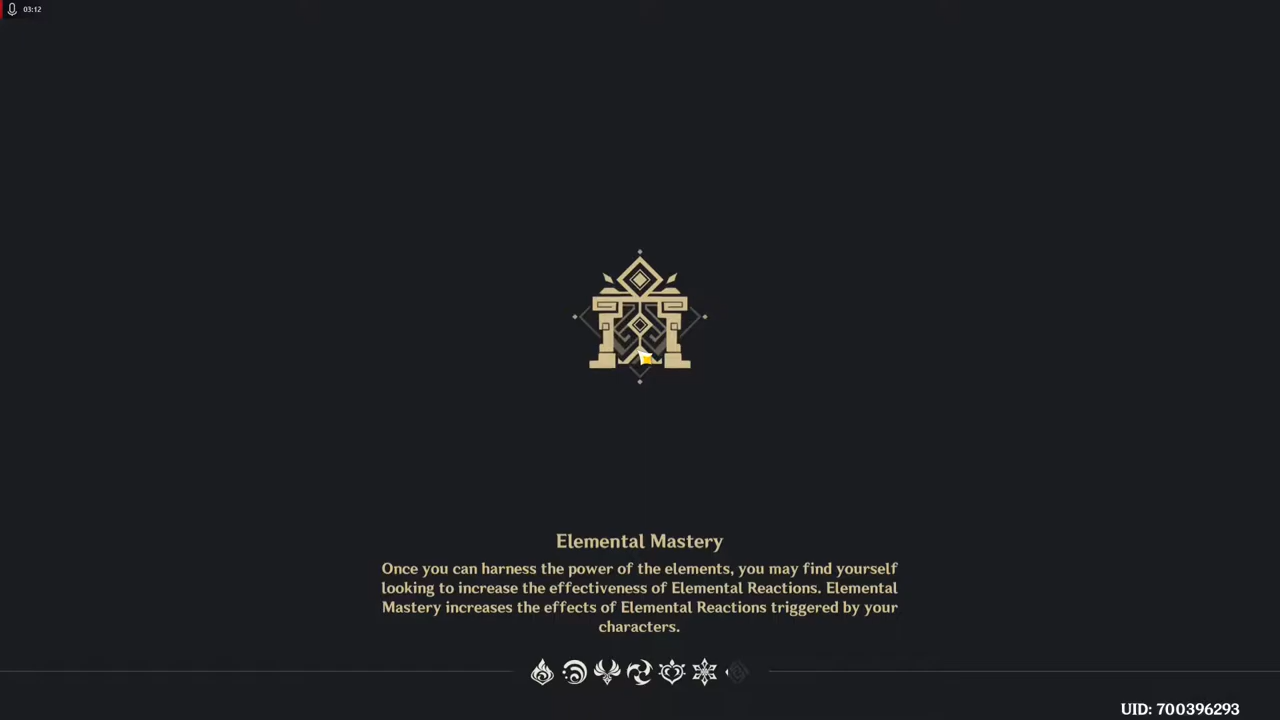 03:12
Elemental Mastery
Once you can harness the power of the elements, you may find yourself
looking to increase the effectiveness of Elemental Reactions. Elemental
Mastery increases the effects of Elemental Reactions triggered by your
characters.
UID: 700396293